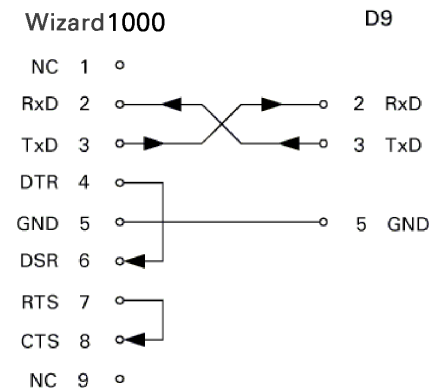 Wizard1000 D9
NC 1
RxD 2 2 RxD
TxD 3 3 TxD
DTR 4
GND 5 5 GND
DSR 6
RTS 7
CTS 8
NC 9